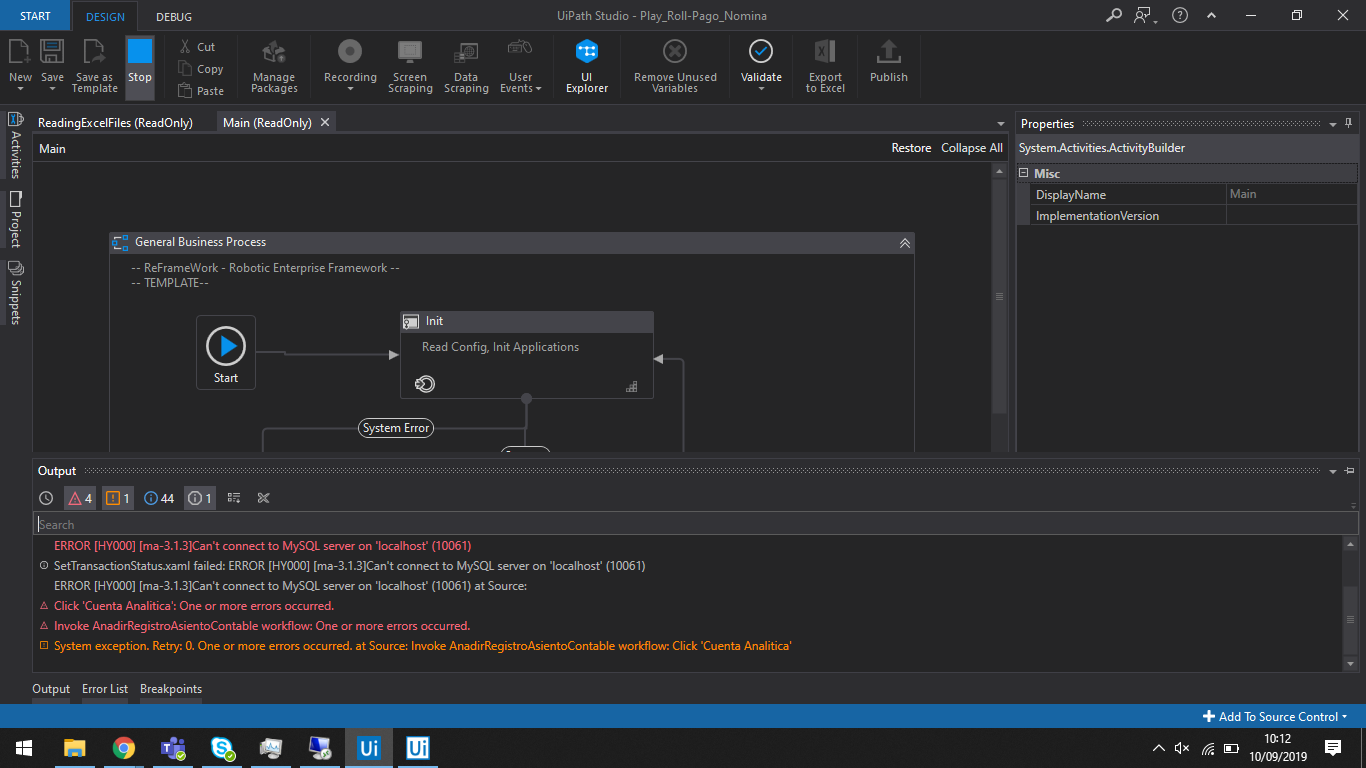 START DESIGN DEBUG UiPath Studio - Play_Roll-Pago_Nomina
New Save Save as Template Stop
Cut
Copy
Paste
Manage Packages
Recording
Screen Scraping
Data Scraping
User Events
UI Explorer
Remove Unused Variables
Validate
Export to Excel
Publish
Activities
Project
Snippets
ReadingExcelFiles (ReadOnly) Main (ReadOnly)
Main Restore Collapse All
General Business Process
-- ReFrameWork - Robotic Enterprise Framework --
-- TEMPLATE--
Start
Init
Read Config, Init Applications
System Error
Properties
System.Activities.ActivityBuilder
Misc
DisplayName Main
ImplementationVersion
Output
4 1 44 1
Search
ERROR [HY000] [ma-3.1.3]Can't connect to MySQL server on 'localhost' (10061)
SetTransactionStatus.xaml failed: ERROR [HY000] [ma-3.1.3]Can't connect to MySQL server on 'localhost' (10061)
ERROR [HY000] [ma-3.1.3]Can't connect to MySQL server on 'localhost' (10061) at Source:
Click 'Cuenta Analitica': One or more errors occurred.
Invoke AnadirRegistroAsientoContable workflow: One or more errors occurred.
System exception. Retry: 0. One or more errors occurred. at Source: Invoke AnadirRegistroAsientoContable workflow: Click 'Cuenta Analitica'
Output Error List Breakpoints
Add To Source Control
Ui Ui
10:12
10/09/2019